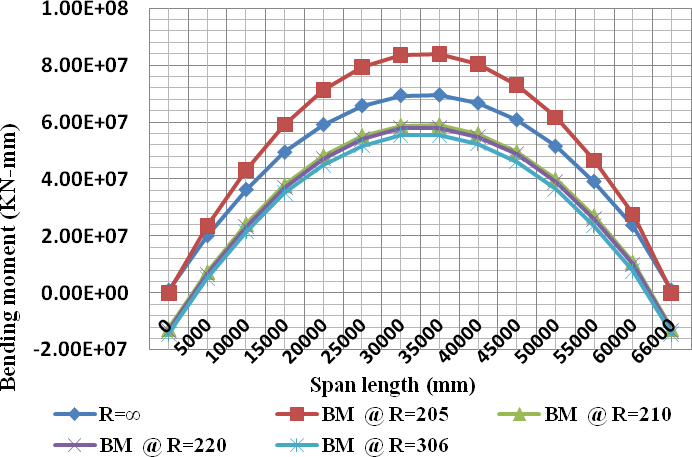 1.00E+08
8.00E+07
6.00E+07
4.00E+07
2.00E+07
0.00E+00
-2.00E+07
Bending moment (KN-mm)
0
5000
10000
15000
20000
25000
30000
35000
40000
45000
50000
55000
60000
66000
Span length (mm)
R=∞
BM @ R=205
BM @ R=210
BM @ R=220
BM @ R=306